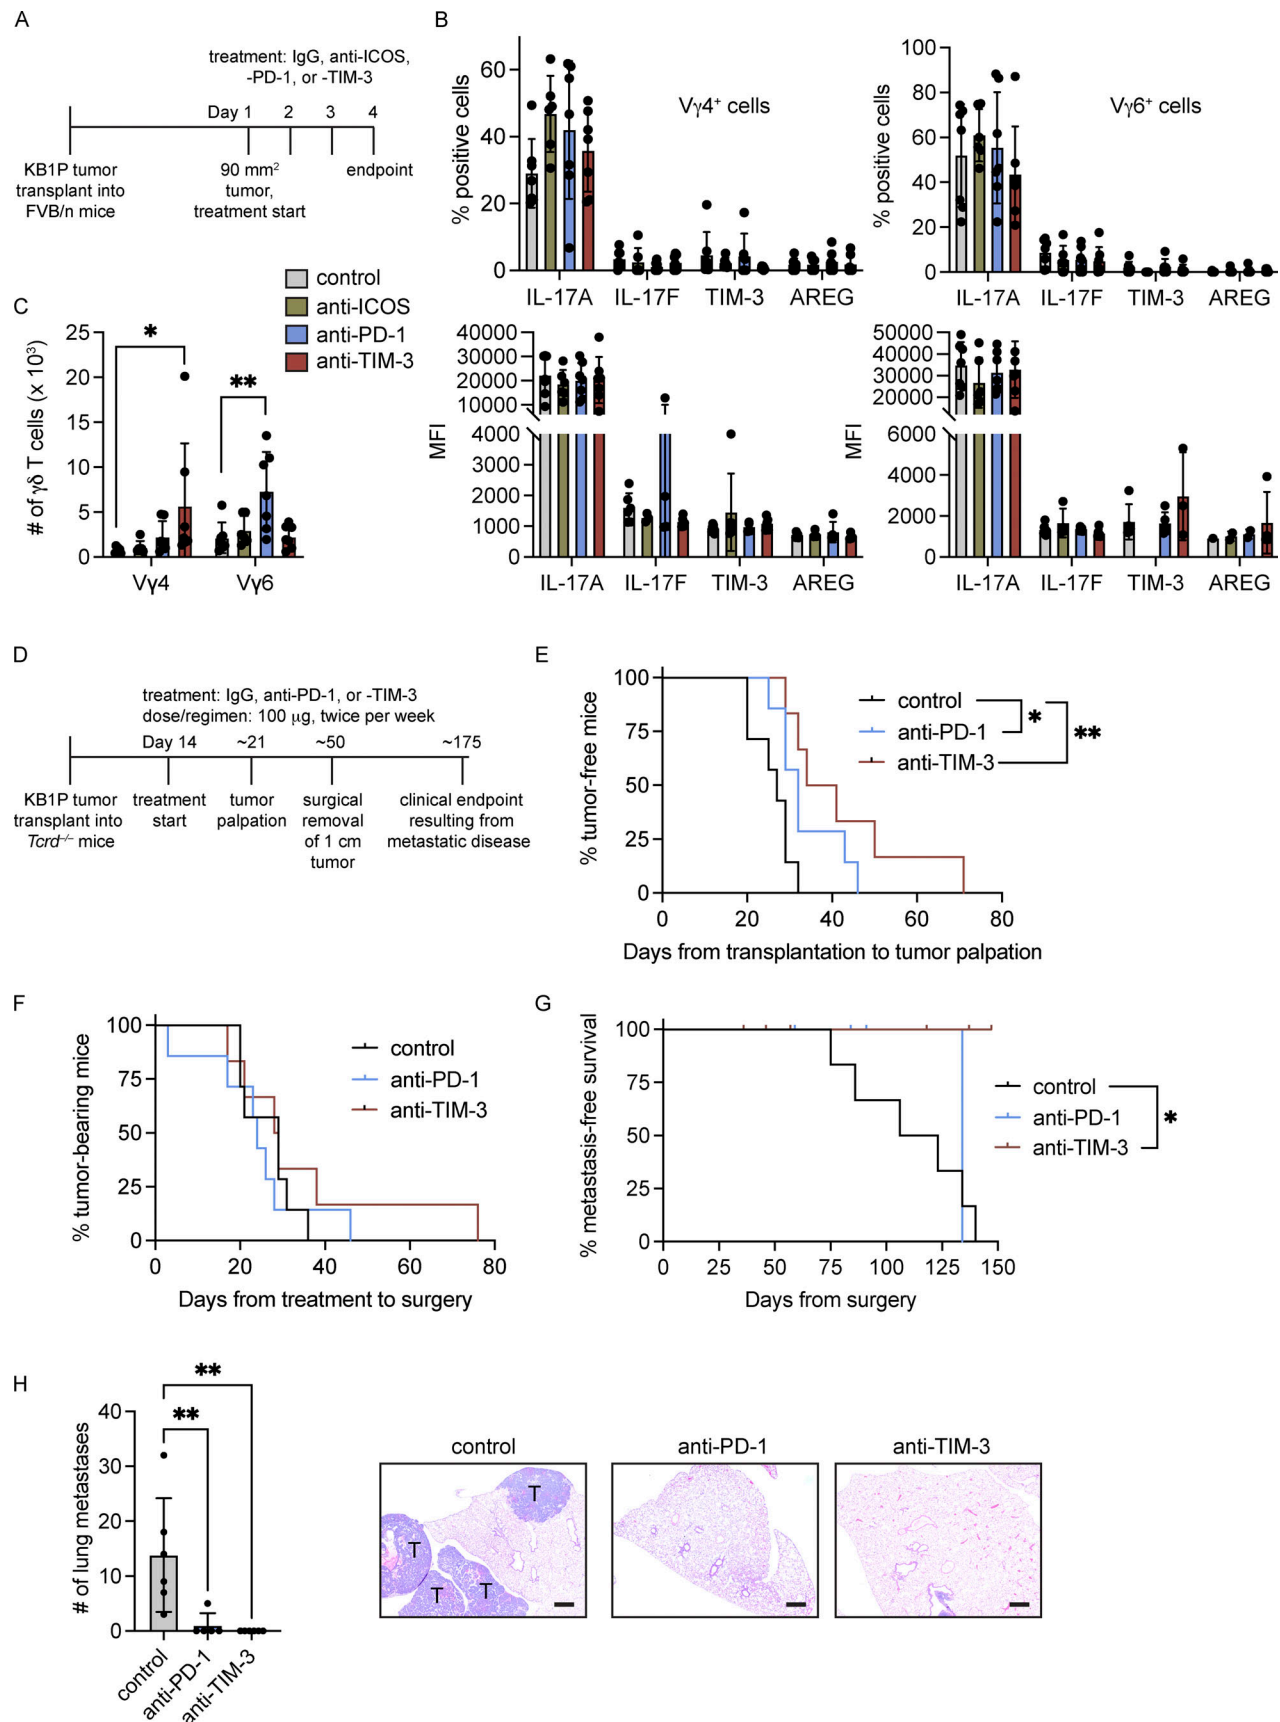 A
treatment: IgG, anti-ICOS,
-PD-1, or -TIM-3
Day 1 2 3 4
KB1P tumor
transplant into
FVB/n mice
90 mm²
tumor,
treatment start
endpoint
B
% positive cells
60
40
20
0
Vγ4⁺ cells
IL-17A IL-17F TIM-3 AREG
% positive cells
100
80
60
40
20
0
Vγ6⁺ cells
IL-17A IL-17F TIM-3 AREG
control
anti-ICOS
anti-PD-1
anti-TIM-3
C
# of γδ T cells (x 10³)
25
20
15
10
5
0
*
**
Vγ4 Vγ6
MFI
40000
30000
20000
10000
4000
3000
2000
1000
0
IL-17A IL-17F TIM-3 AREG
MFI
50000
40000
30000
20000
6000
4000
2000
0
IL-17A IL-17F TIM-3 AREG
D
treatment: IgG, anti-PD-1, or -TIM-3
dose/regimen: 100 µg, twice per week
Day 14 ~21 ~50 ~175
KB1P tumor
transplant into
Tcrd⁻/⁻ mice
treatment
start
tumor
palpation
surgical
removal
of 1 cm
tumor
clinical endpoint
resulting from
metastatic disease
E
% tumor-free mice
100
75
50
25
0
0 20 40 60 80
Days from transplantation to tumor palpation
control
anti-PD-1
anti-TIM-3
*
**
F
% tumor-bearing mice
100
75
50
25
0
0 20 40 60 80
Days from treatment to surgery
control
anti-PD-1
anti-TIM-3
G
% metastasis-free survival
100
75
50
25
0
0 25 50 75 100 125 150
Days from surgery
control
anti-PD-1
anti-TIM-3
*
H
# of lung metastases
40
30
20
10
0
**
**
control
anti-PD-1
anti-TIM-3
control
T
T
T
T
anti-PD-1
anti-TIM-3